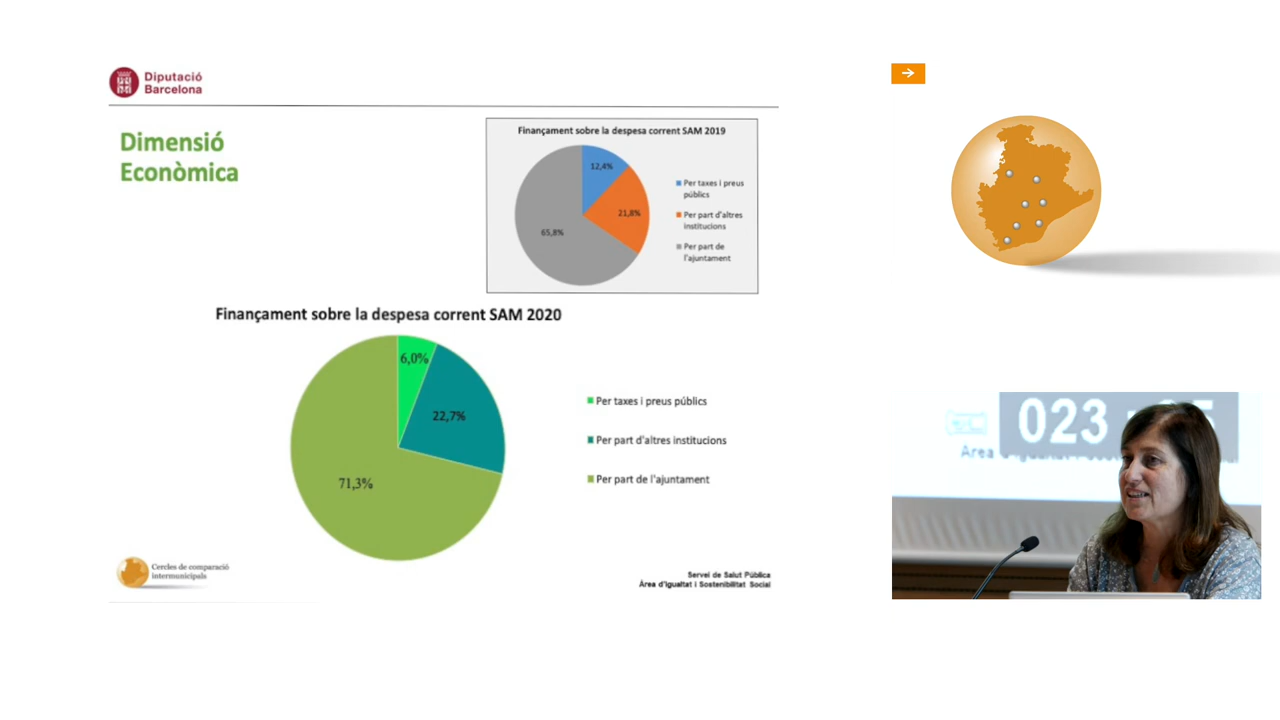 Diputació
Barcelona
Dimensió
Econòmica
Finançament sobre la despesa corrent SAM 2019
12,4%
21,8%
65,8%
Per taxes i preus
públics
Per part d'altres
institucions
Per part de
l'ajuntament
Finançament sobre la despesa corrent SAM 2020
6,0%
22,7%
71,3%
Per taxes i preus públics
Per part d'altres institucions
Per part de l'ajuntament
Cercles de comparació
intermunicipals
Servei de Salut Pública
Àrea d'Igualtat i Sostenibilitat Social
023
Àrea d'Igualtat i